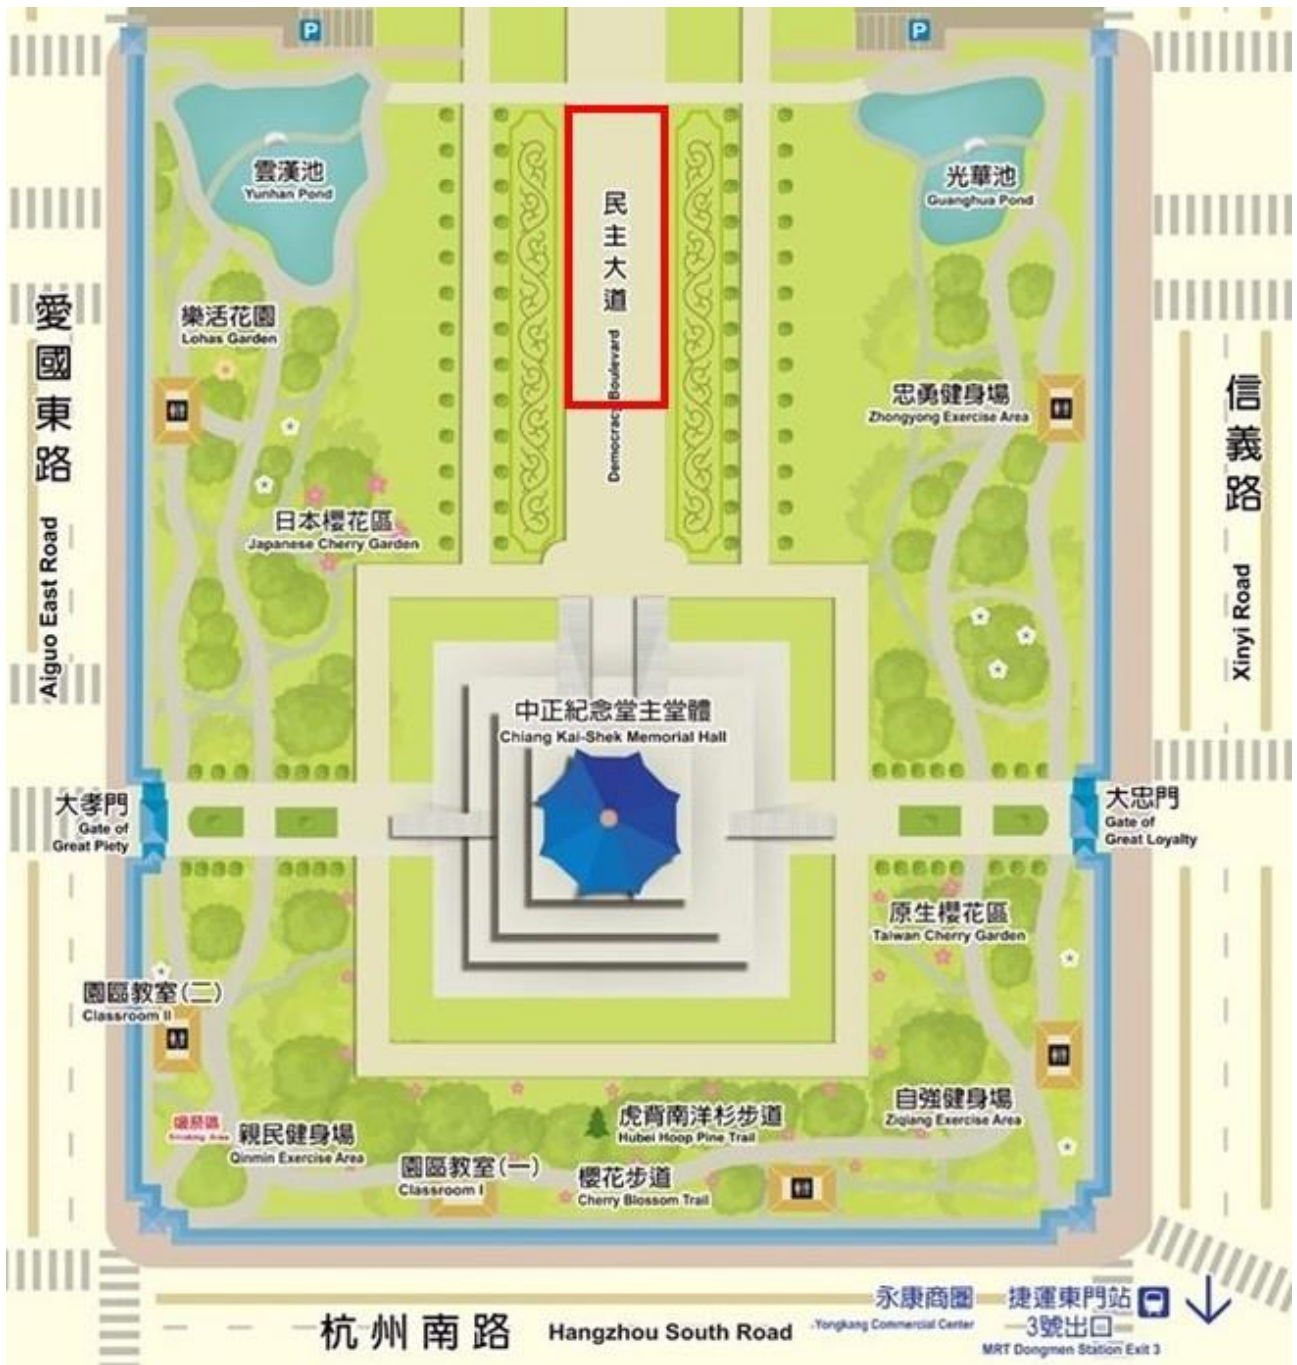 P
P
雲漢池
Yunhan Pond
光華池
Guanghua Pond
民主大道
Democracy Boulevard
愛國東路
Aiguo East Road
信義路
Xinyi Road
樂活花園
Lohas Garden
忠勇健身場
Zhongyong Exercise Area
日本櫻花區
Japanese Cherry Garden
中正紀念堂主堂體
Chiang Kai-Shek Memorial Hall
大孝門
Gate of
Great Piety
大忠門
Gate of
Great Loyalty
原生櫻花區
Taiwan Cherry Garden
園區教室(二)
Classroom II
吸菸區
Smoking Area
親民健身場
Qinmin Exercise Area
虎背南洋杉步道
Hubei Hoop Pine Trail
自強健身場
Ziqiang Exercise Area
園區教室(一)
Classroom I
櫻花步道
Cherry Blossom Trail
杭州南路 Hangzhou South Road
永康商圈
Yongkang Commercial Center
捷運東門站
3號出口
MRT Dongmen Station Exit 3